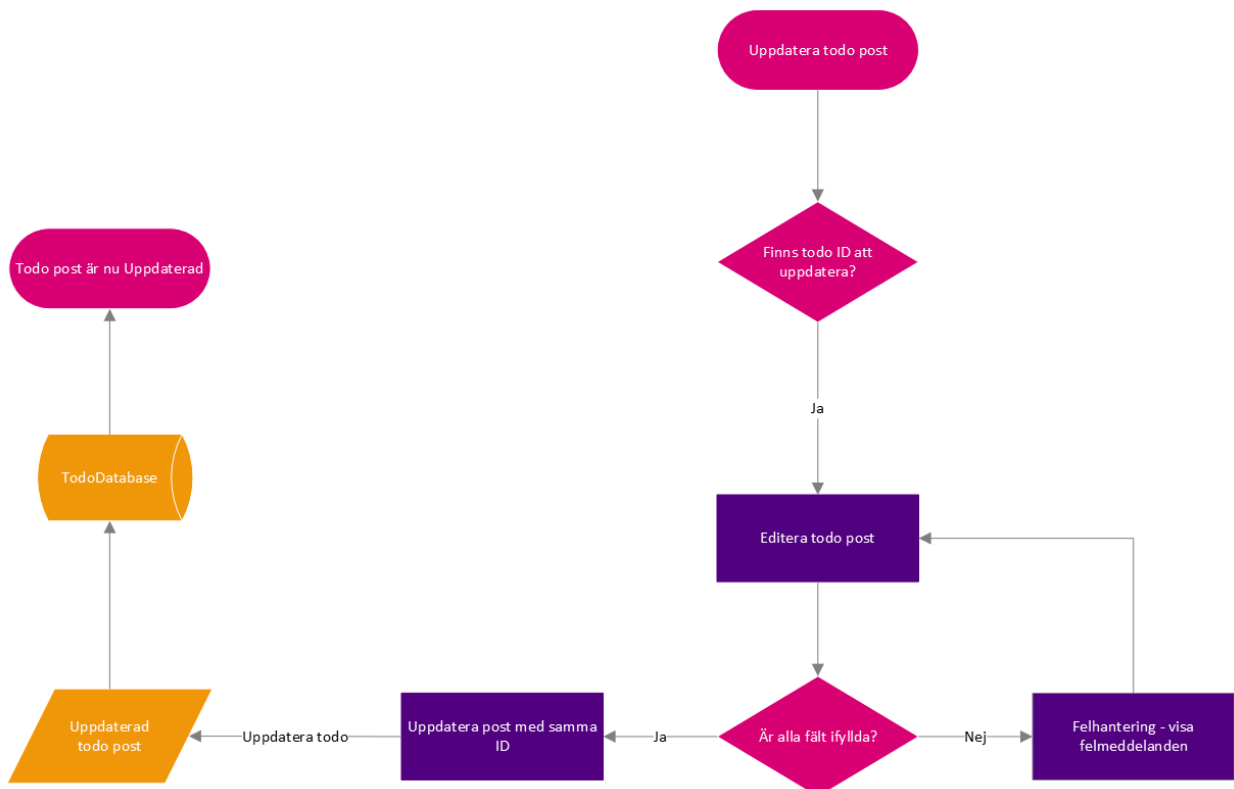 Uppdatera todo post
Finns todo ID att
uppdatera?
Ja
Editera todo post
Är alla fält ifyllda?
Nej
Felhantering - visa
felmeddelanden
Ja
Uppdatera post med samma
ID
Uppdatera todo
Uppdaterad
todo post
TodoDatabase
Todo post är nu Uppdaterad